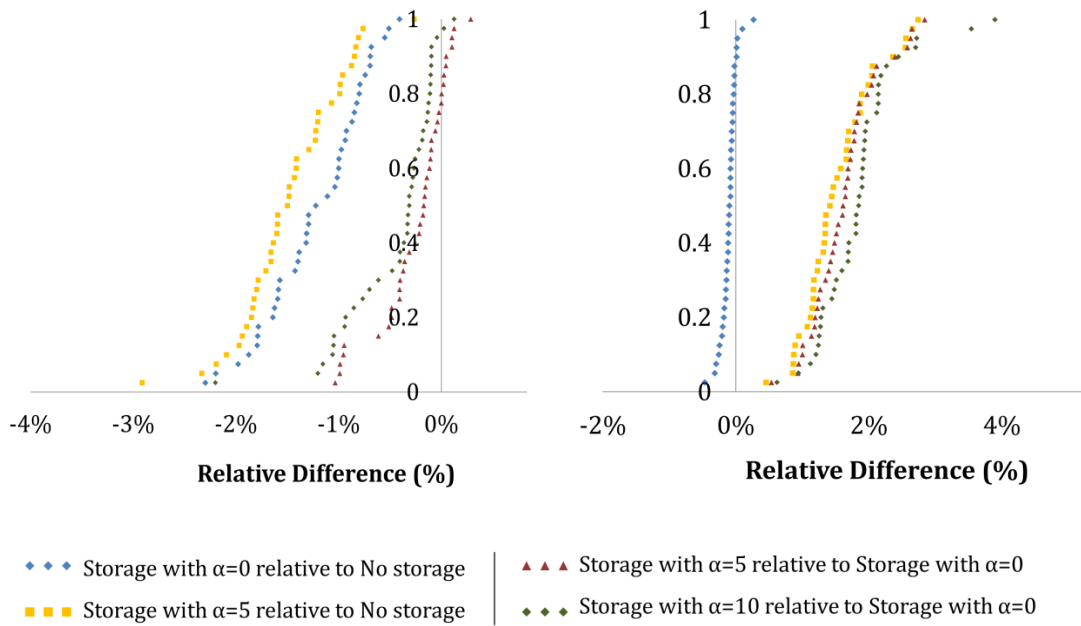 1
0.8
0.6
0.4
0.2
0
-4% -3% -2% -1% 0%
Relative Difference (%)
1
0.8
0.6
0.4
0.2
0
-2% 0% 2% 4%
Relative Difference (%)
Storage with α=0 relative to No storage
Storage with α=5 relative to No storage
Storage with α=5 relative to Storage with α=0
Storage with α=10 relative to Storage with α=0